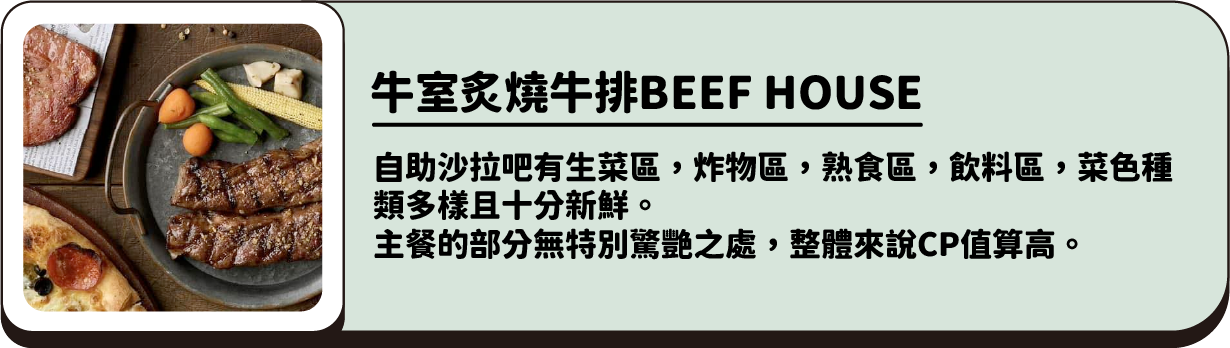 牛室炙燒牛排BEEF HOUSE
自助沙拉吧有生菜區，炸物區，熟食區，飲料區，菜色種
類多樣且十分新鮮。
主餐的部分無特別驚艷之處，整體來說CP值算高。